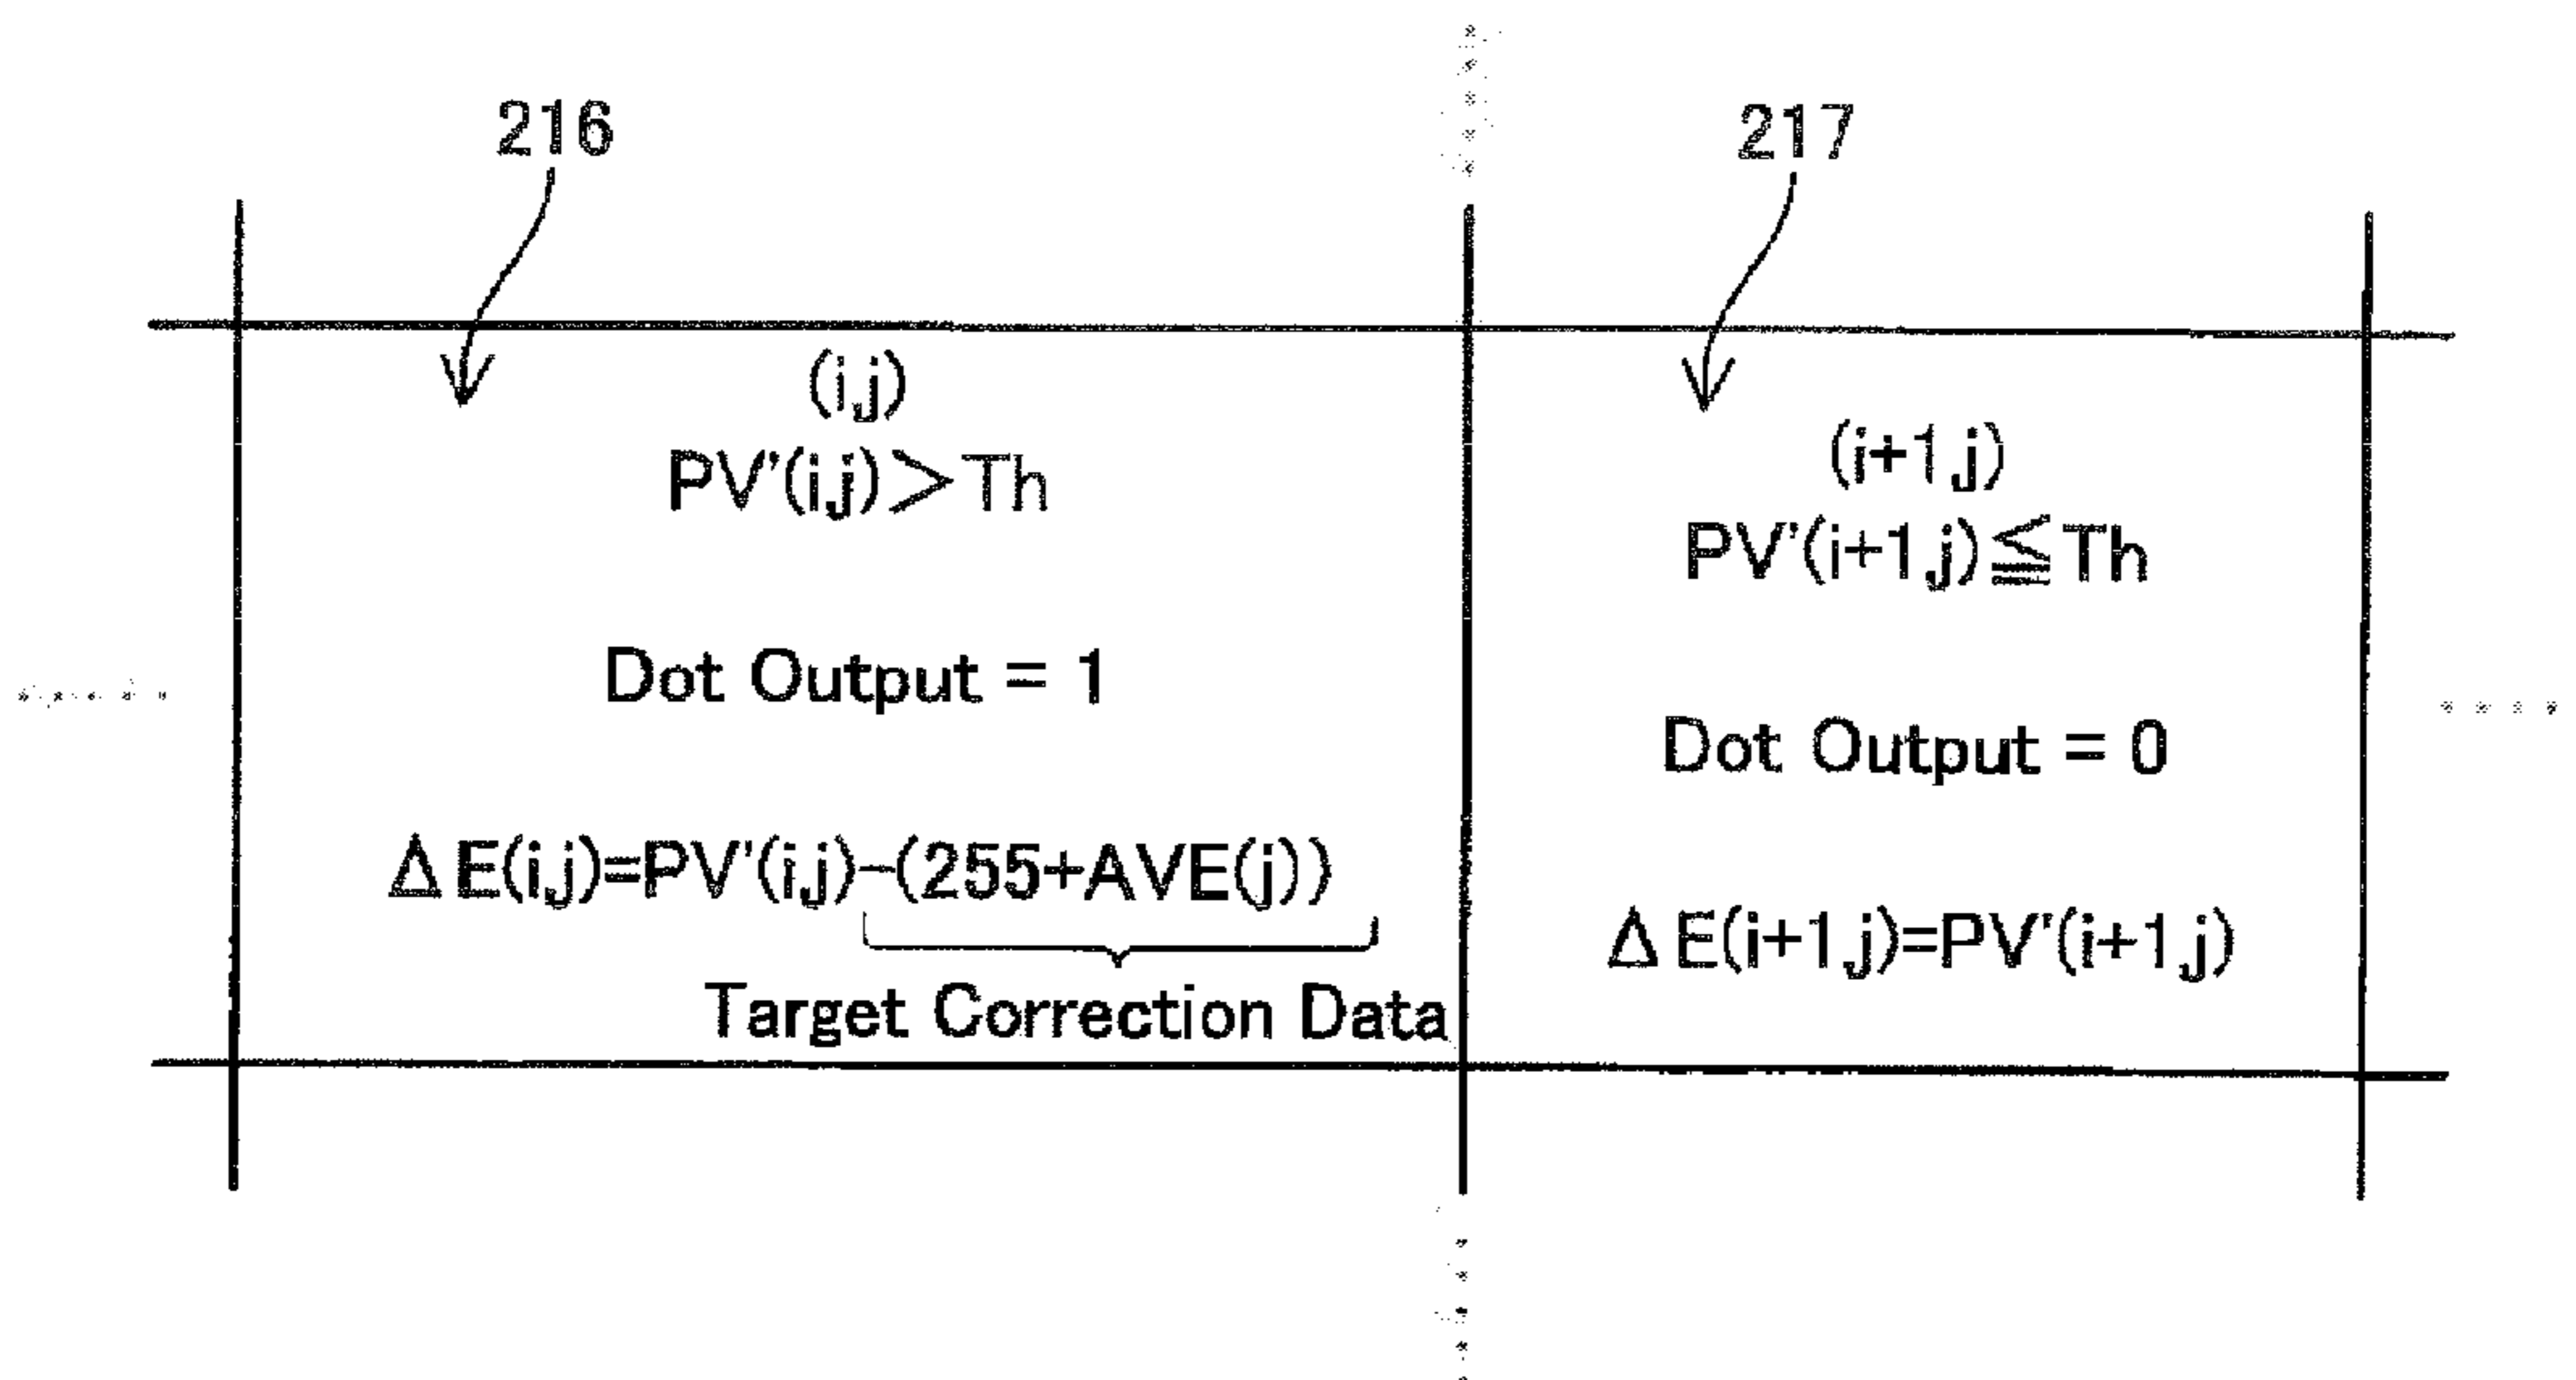 216
217
(i,j)
PV'(i,j)>Th
Dot Output = 1
ΔE(i,j)=PV'(i,j)-(255+AVE(j))
Target Correction Data
(i+1,j)
PV'(i+1,j)≦Th
Dot Output = 0
ΔE(i+1,j)=PV'(i+1,j)